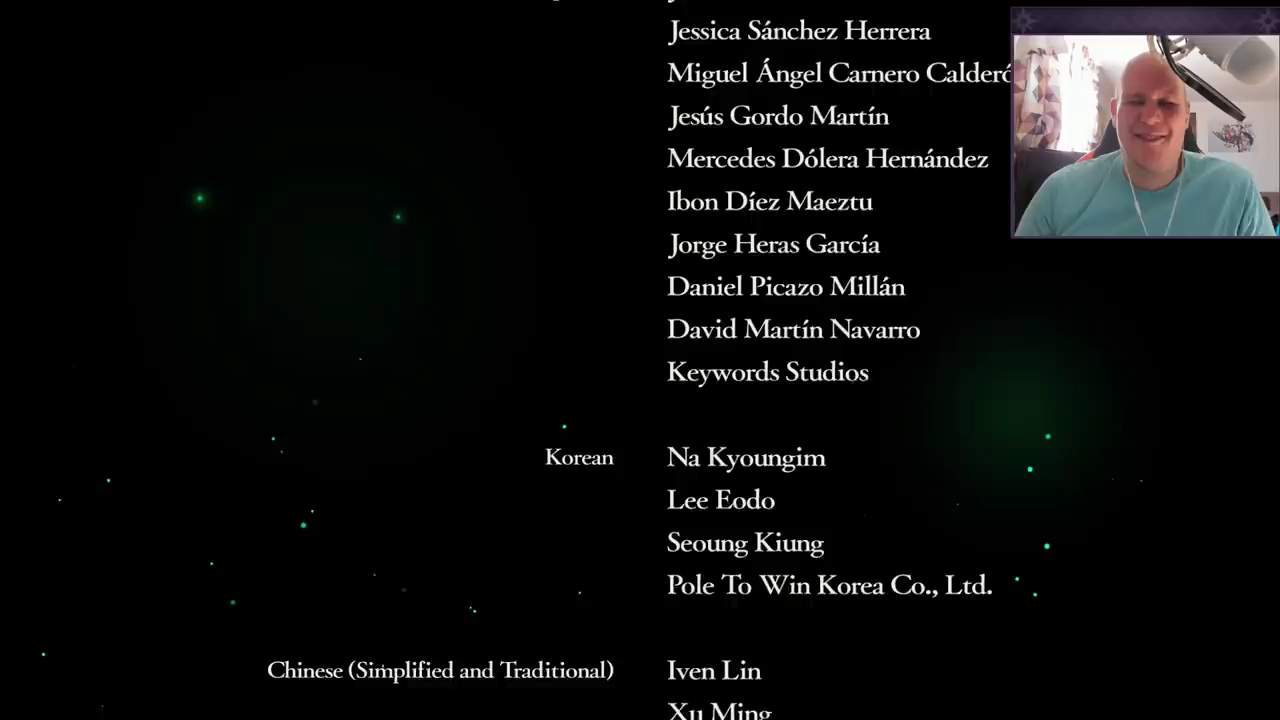 Jessica Sánchez Herrera
Miguel Ángel Carnero Calderó
Jesús Gordo Martín
Mercedes Dólera Hernández
Ibon Díez Maeztu
Jorge Heras García
Daniel Picazo Millán
David Martín Navarro
Keywords Studios
Korean Na Kyoungim
Lee Eodo
Seoung Kiung
Pole To Win Korea Co., Ltd.
Chinese (Simplified and Traditional) Iven Lin
Xu Ming